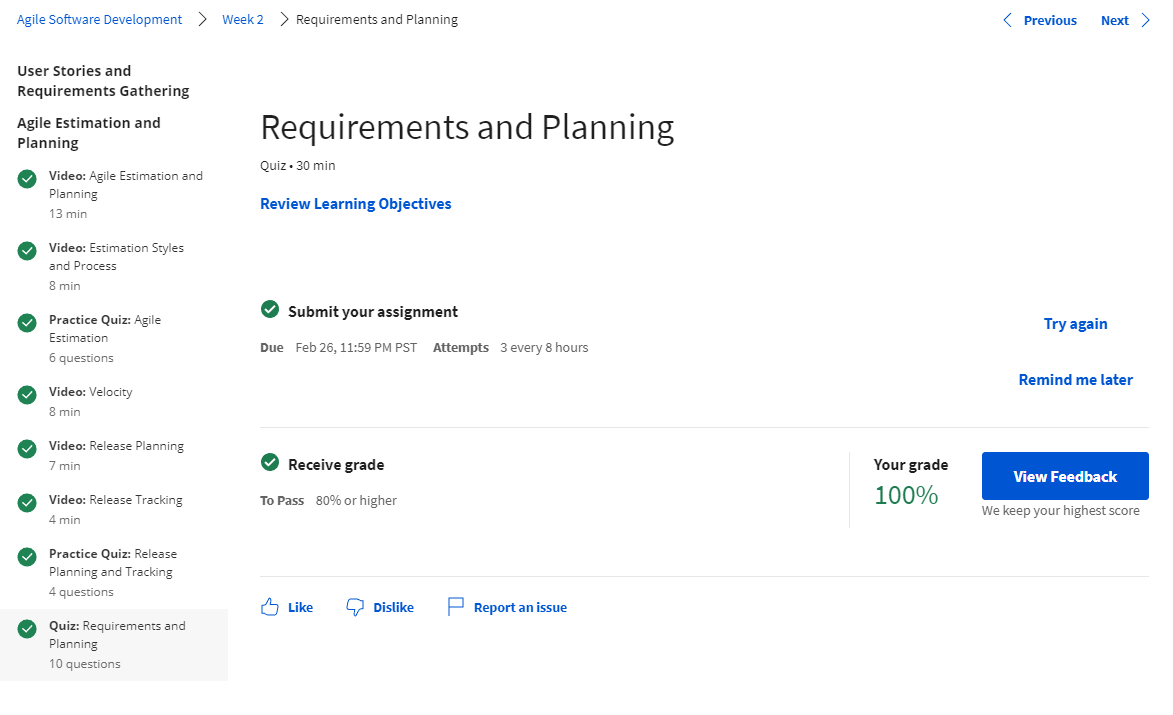 Agile Software Development > Week 2 > Requirements and Planning
Previous Next
User Stories and
Requirements Gathering
Agile Estimation and
Planning
Video: Agile Estimation and
Planning
13 min
Video: Estimation Styles
and Process
8 min
Practice Quiz: Agile
Estimation
6 questions
Video: Velocity
8 min
Video: Release Planning
7 min
Video: Release Tracking
4 min
Practice Quiz: Release
Planning and Tracking
4 questions
Quiz: Requirements and
Planning
10 questions
Requirements and Planning
Quiz • 30 min
Review Learning Objectives
Submit your assignment
Due Feb 26, 11:59 PM PST Attempts 3 every 8 hours
Try again
Remind me later
Receive grade
To Pass 80% or higher
Your grade
100%
View Feedback
We keep your highest score
Like Dislike Report an issue